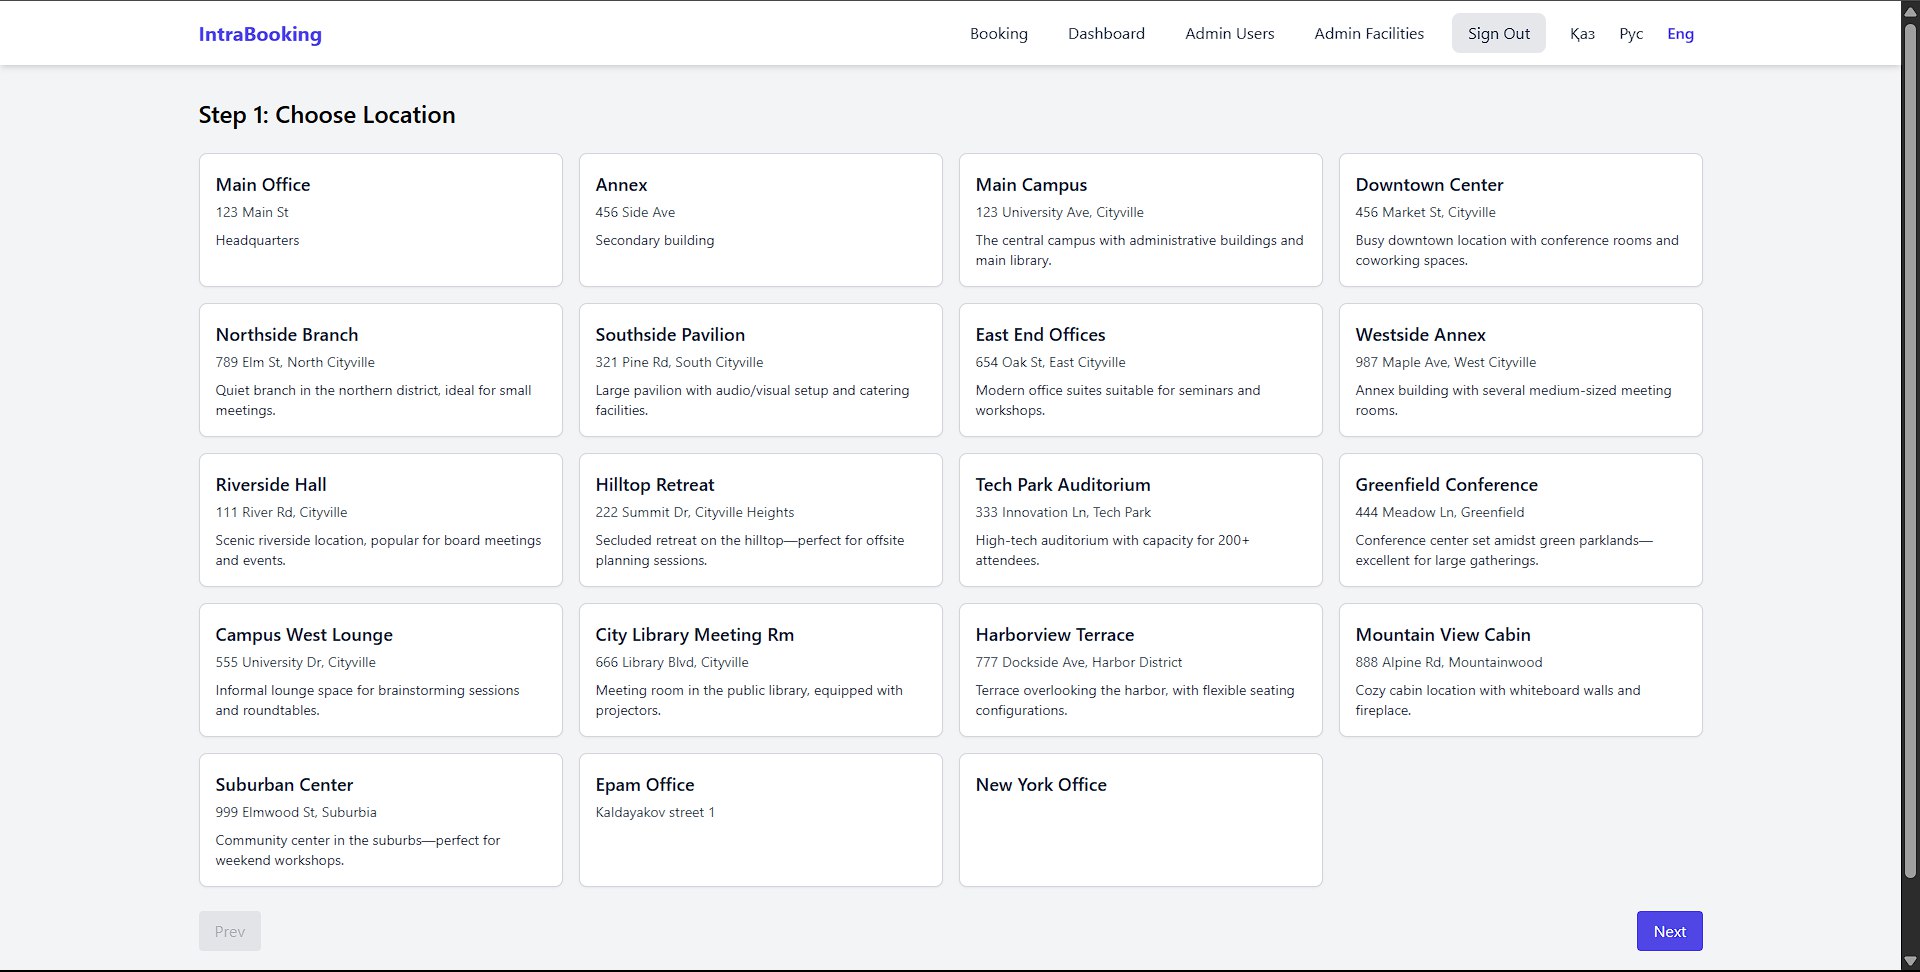 IntraBooking
Booking
Dashboard
Admin Users
Admin Facilities
Sign Out
Қаз
Рус
Eng
Step 1: Choose Location
Main Office
123 Main St
Headquarters
Annex
456 Side Ave
Secondary building
Main Campus
123 University Ave, Cityville
The central campus with administrative buildings and
main library.
Downtown Center
456 Market St, Cityville
Busy downtown location with conference rooms and
coworking spaces.
Northside Branch
789 Elm St, North Cityville
Quiet branch in the northern district, ideal for small
meetings.
Southside Pavilion
321 Pine Rd, South Cityville
Large pavilion with audio/visual setup and catering
facilities.
East End Offices
654 Oak St, East Cityville
Modern office suites suitable for seminars and
workshops.
Westside Annex
987 Maple Ave, West Cityville
Annex building with several medium-sized meeting
rooms.
Riverside Hall
111 River Rd, Cityville
Scenic riverside location, popular for board meetings
and events.
Hilltop Retreat
222 Summit Dr, Cityville Heights
Secluded retreat on the hilltop—perfect for offsite
planning sessions.
Tech Park Auditorium
333 Innovation Ln, Tech Park
High-tech auditorium with capacity for 200+
attendees.
Greenfield Conference
444 Meadow Ln, Greenfield
Conference center set amidst green parklands—
excellent for large gatherings.
Campus West Lounge
555 University Dr, Cityville
Informal lounge space for brainstorming sessions
and roundtables.
City Library Meeting Rm
666 Library Blvd, Cityville
Meeting room in the public library, equipped with
projectors.
Harborview Terrace
777 Dockside Ave, Harbor District
Terrace overlooking the harbor, with flexible seating
configurations.
Mountain View Cabin
888 Alpine Rd, Mountainwood
Cozy cabin location with whiteboard walls and
fireplace.
Suburban Center
999 Elmwood St, Suburbia
Community center in the suburbs—perfect for
weekend workshops.
Epam Office
Kaldayakov street 1
New York Office
Prev
Next